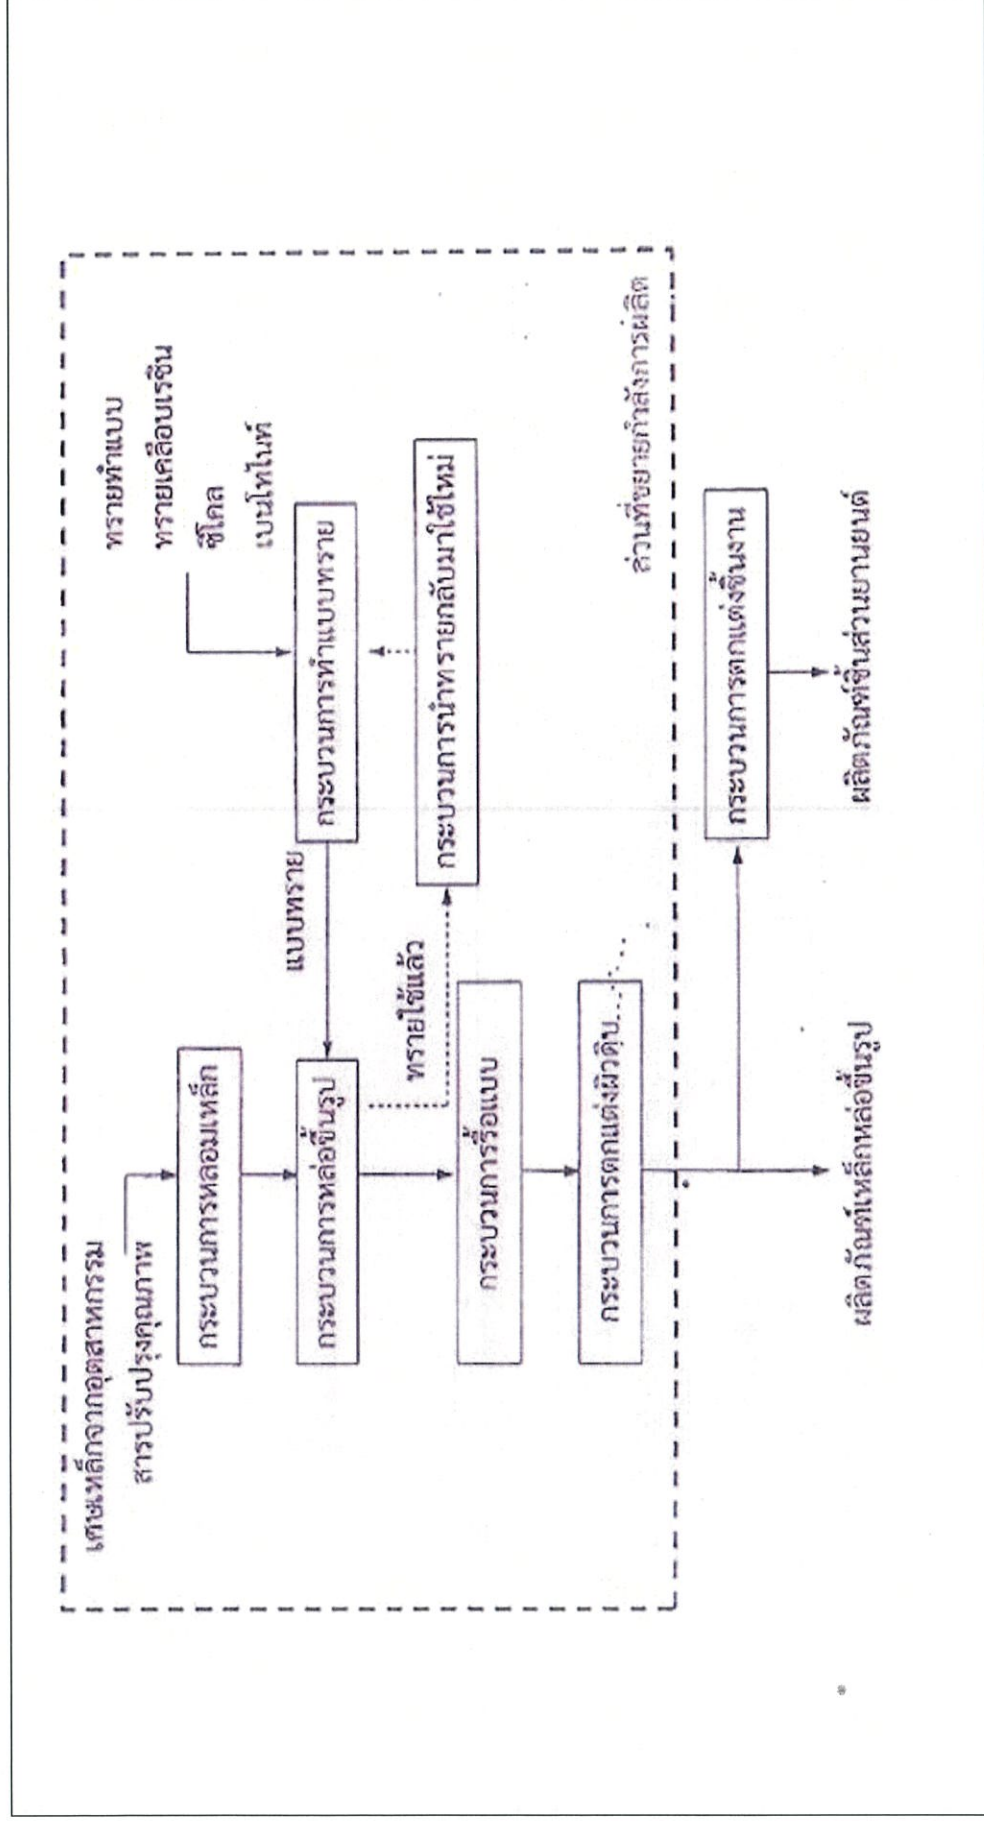 เศษเหล็กจากอุตสาหกรรม
สารปรับปรุงคุณภาพ
ทรายทำแบบ
ทรายเคลือบเรซิน
ซีโคล
เบนโทไนท์
กระบวนการหลอมเหล็ก
กระบวนการหล่อขึ้นรูป
แบบทราย
กระบวนการทำแบบทราย
ทรายใช้แล้ว
กระบวนการนำทรายกลับมาใช้ใหม่
กระบวนการรื้อแบบ
กระบวนการตกแต่งผิวดิบ
ส่วนที่ขยายกำลังการผลิต
กระบวนการตกแต่งชิ้นงาน
ผลิตภัณฑ์เหล็กหล่อขึ้นรูป
ผลิตภัณฑ์ชิ้นส่วนยานยนต์